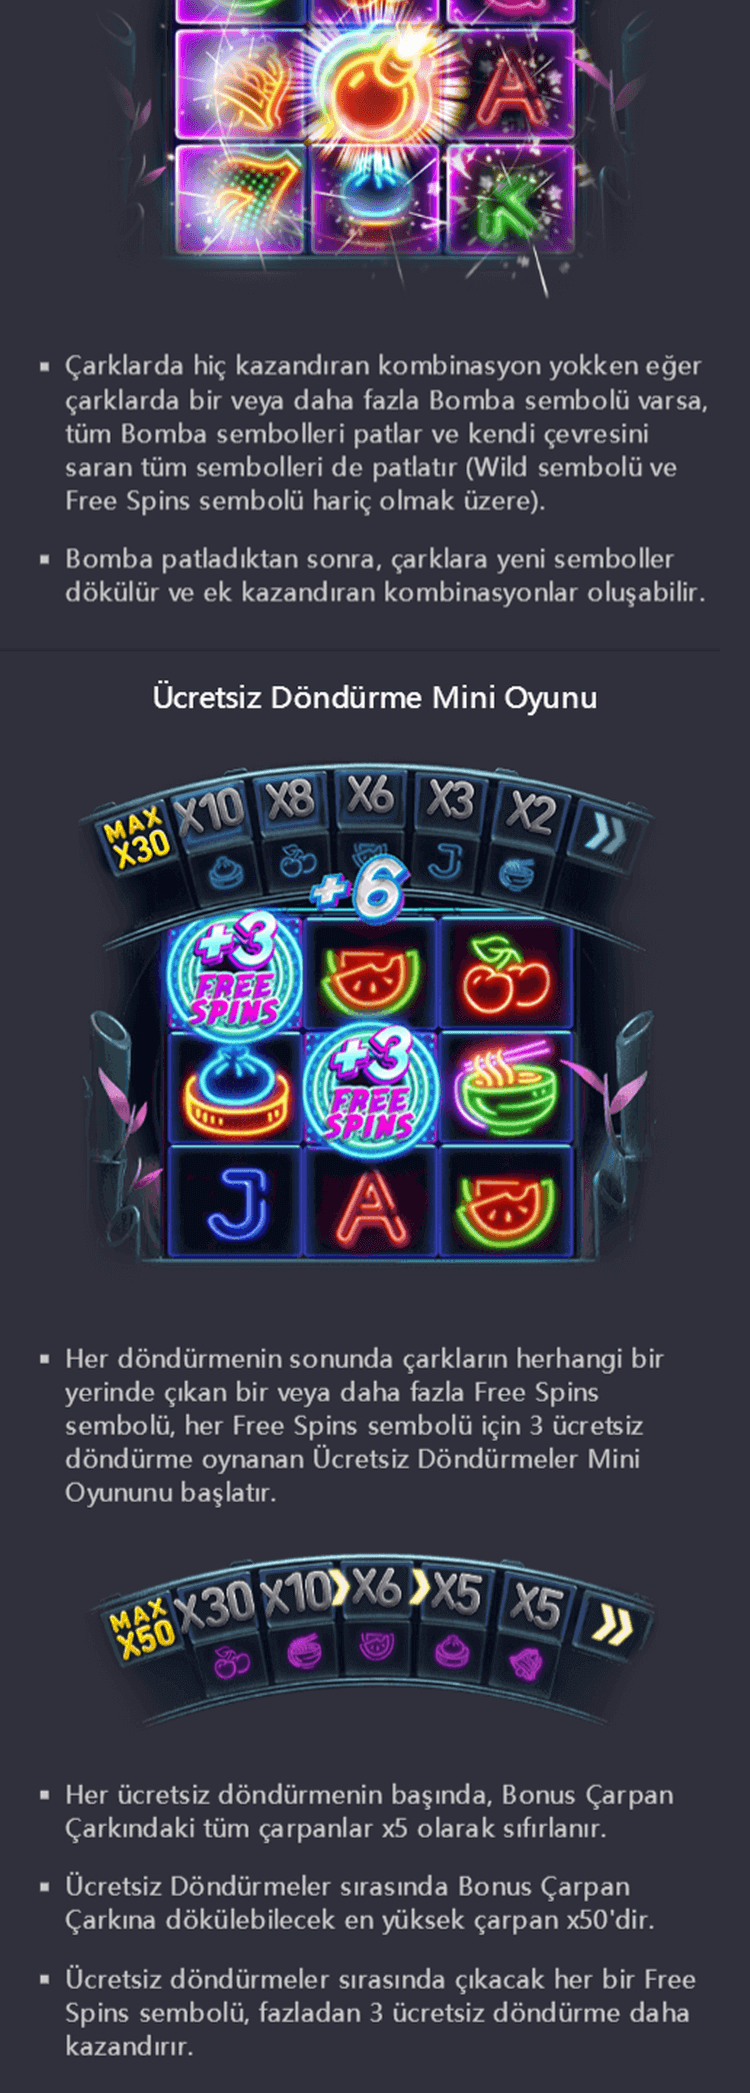 A
7
K
▪ Çarklarda hiç kazandıran kombinasyon yokken eğer
çarklarda bir veya daha fazla Bomba sembolü varsa,
tüm Bomba sembolleri patlar ve kendi çevresini
saran tüm sembolleri de patlatır (Wild sembolü ve
Free Spins sembolü hariç olmak üzere).
▪ Bomba patladıktan sonra, çarklara yeni semboller
dökülür ve ek kazandıran kombinasyonlar oluşabilir.
Ücretsiz Döndürme Mini Oyunu
MAX X30 X10 X8 X6 X3 X2
J
+6
+3
FREE
SPINS
+3
FREE
SPINS
J A
▪ Her döndürmenin sonunda çarkların herhangi bir
yerinde çıkan bir veya daha fazla Free Spins
sembolü, her Free Spins sembolü için 3 ücretsiz
döndürme oynanan Ücretsiz Döndürmeler Mini
Oyununu başlatır.
MAX X50 X30 X10 X6 X5 X5
▪ Her ücretsiz döndürmenin başında, Bonus Çarpan
Çarkındaki tüm çarpanlar x5 olarak sıfırlanır.
▪ Ücretsiz Döndürmeler sırasında Bonus Çarpan
Çarkına dökülebilecek en yüksek çarpan x50'dir.
▪ Ücretsiz döndürmeler sırasında çıkacak her bir Free
Spins sembolü, fazladan 3 ücretsiz döndürme daha
kazandırır.